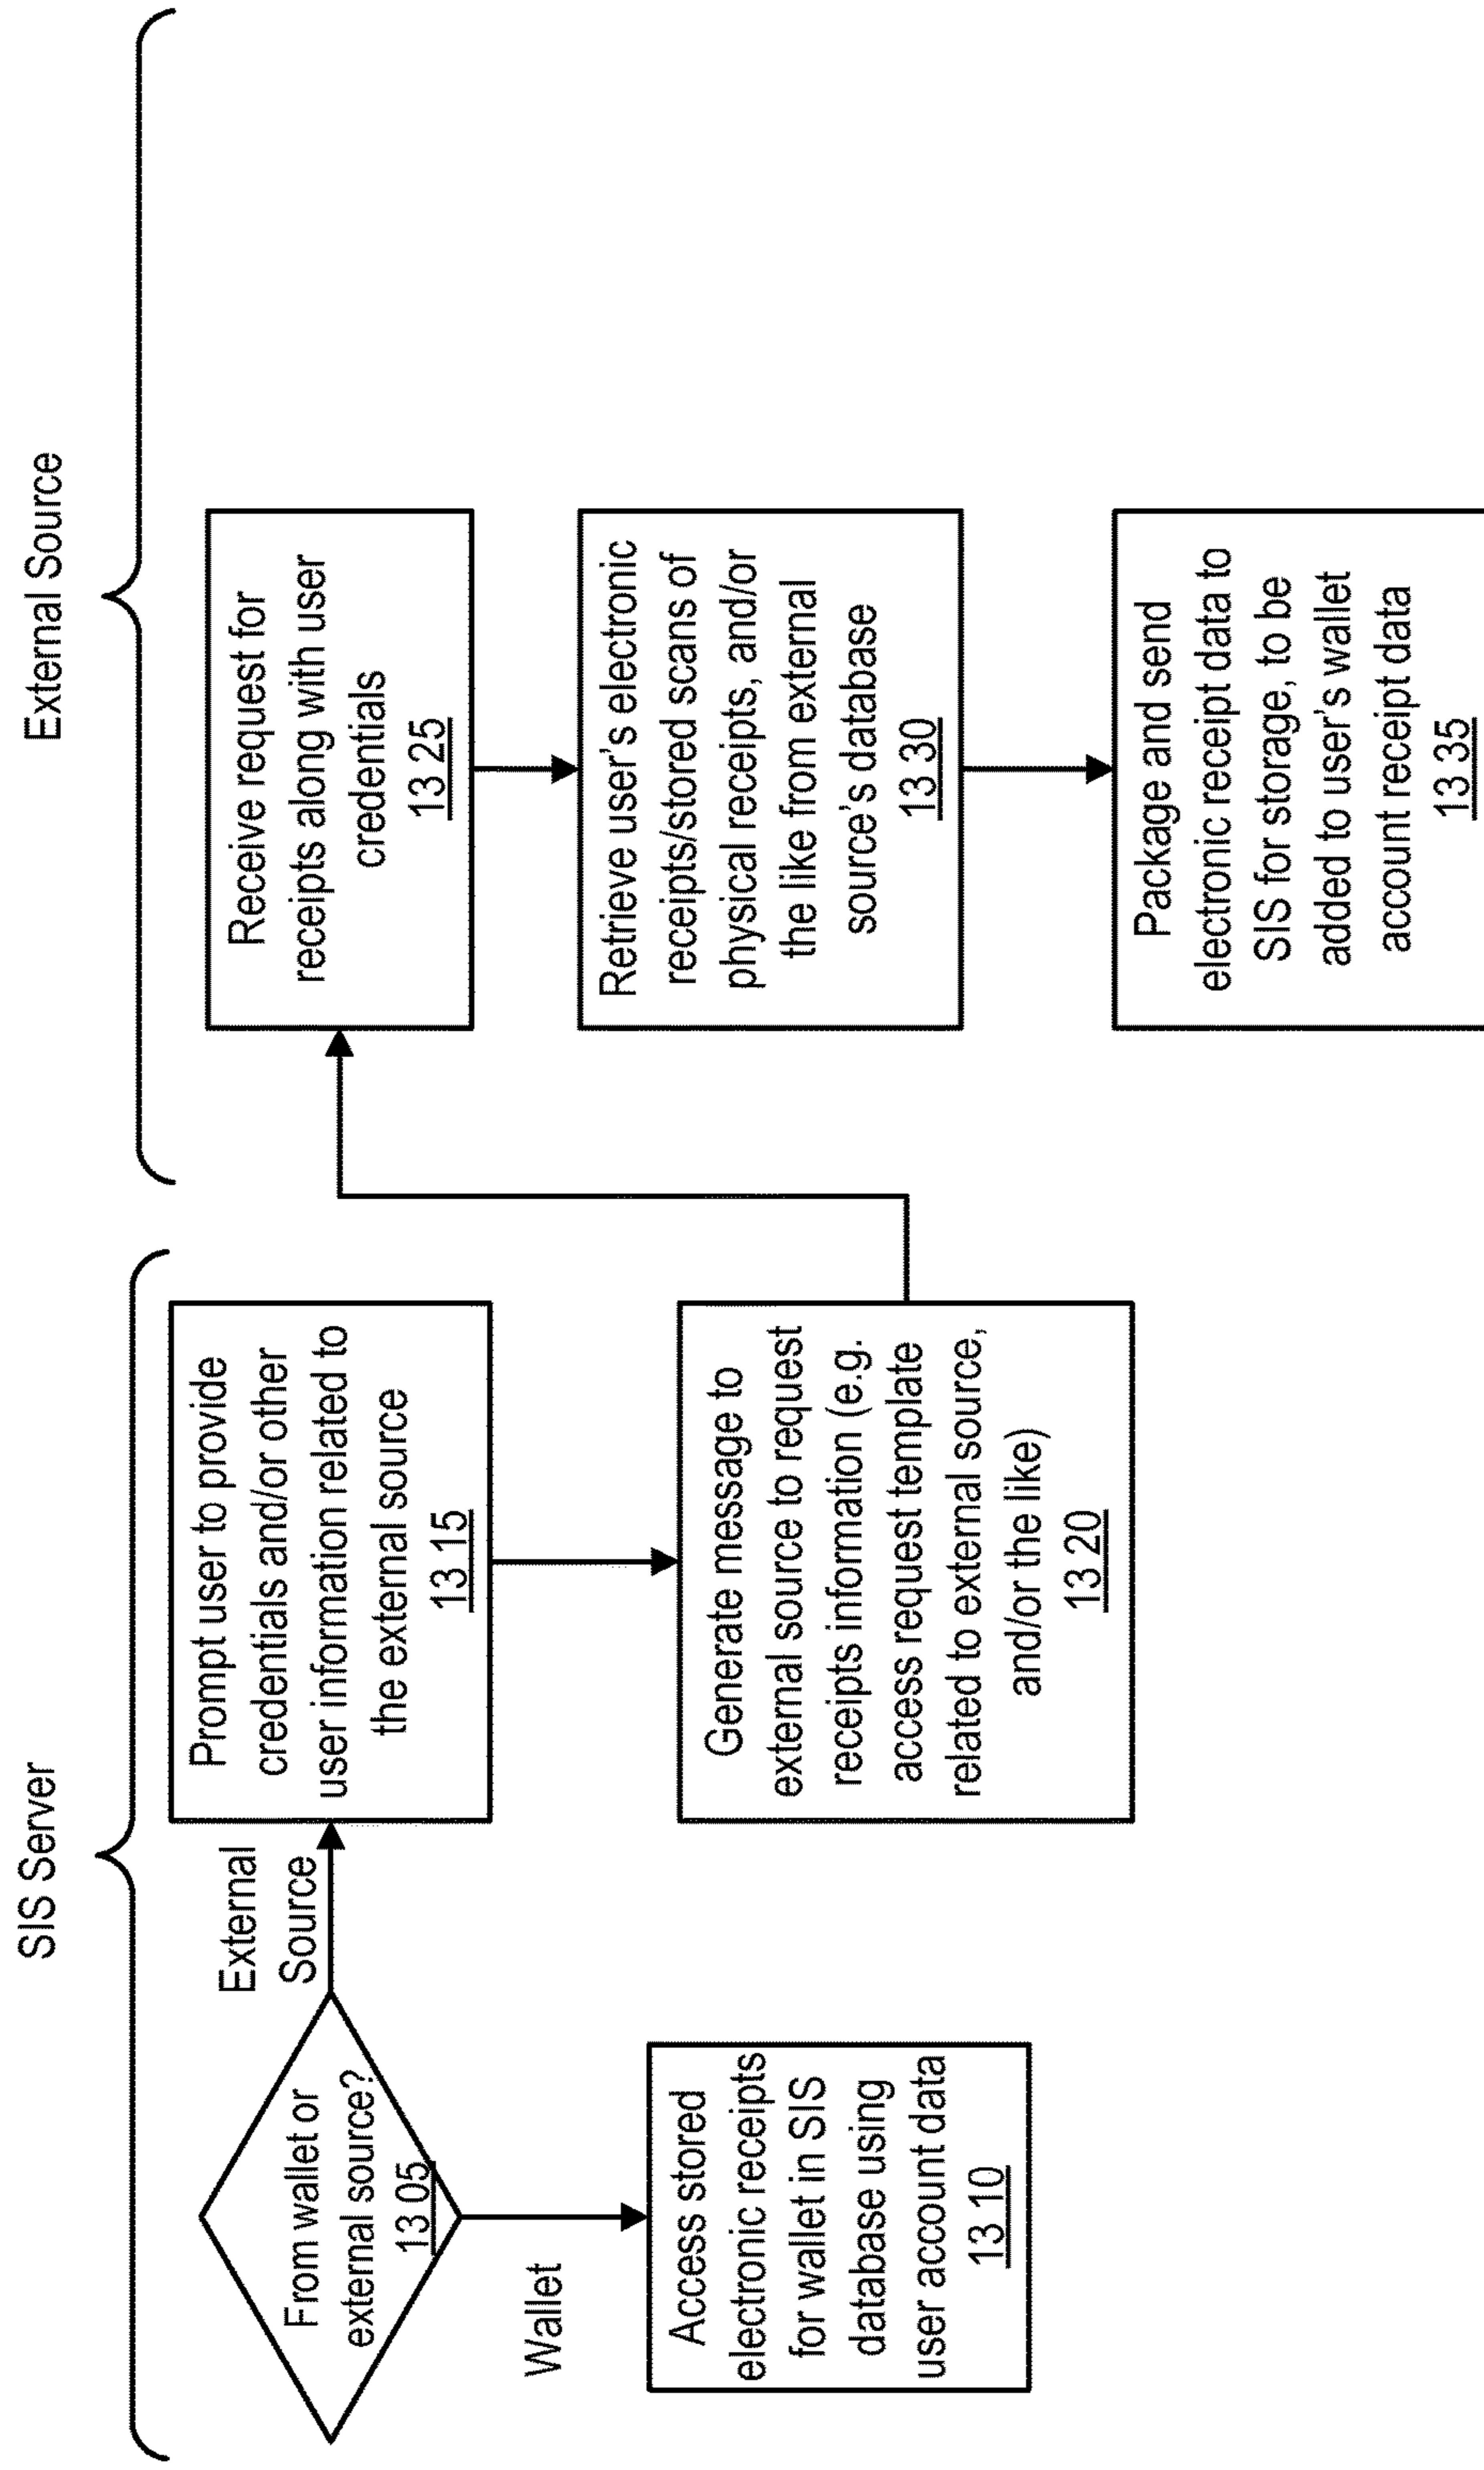 SIS Server
External Source
From wallet or
external source?
13 05
External
Source
Wallet
Access stored
electronic receipts
for wallet in SIS
database using
user account data
13 10
Prompt user to provide
credentials and/or other
user information related to
the external source
13 15
Generate message to
external source to request
receipts information (e.g.
access request template
related to external source,
and/or the like)
13 20
Receive request for
receipts along with user
credentials
13 25
Retrieve user's electronic
receipts/stored scans of
physical receipts, and/or
the like from external
source's database
13 30
Package and send
electronic receipt data to
SIS for storage, to be
added to user's wallet
account receipt data
13 35